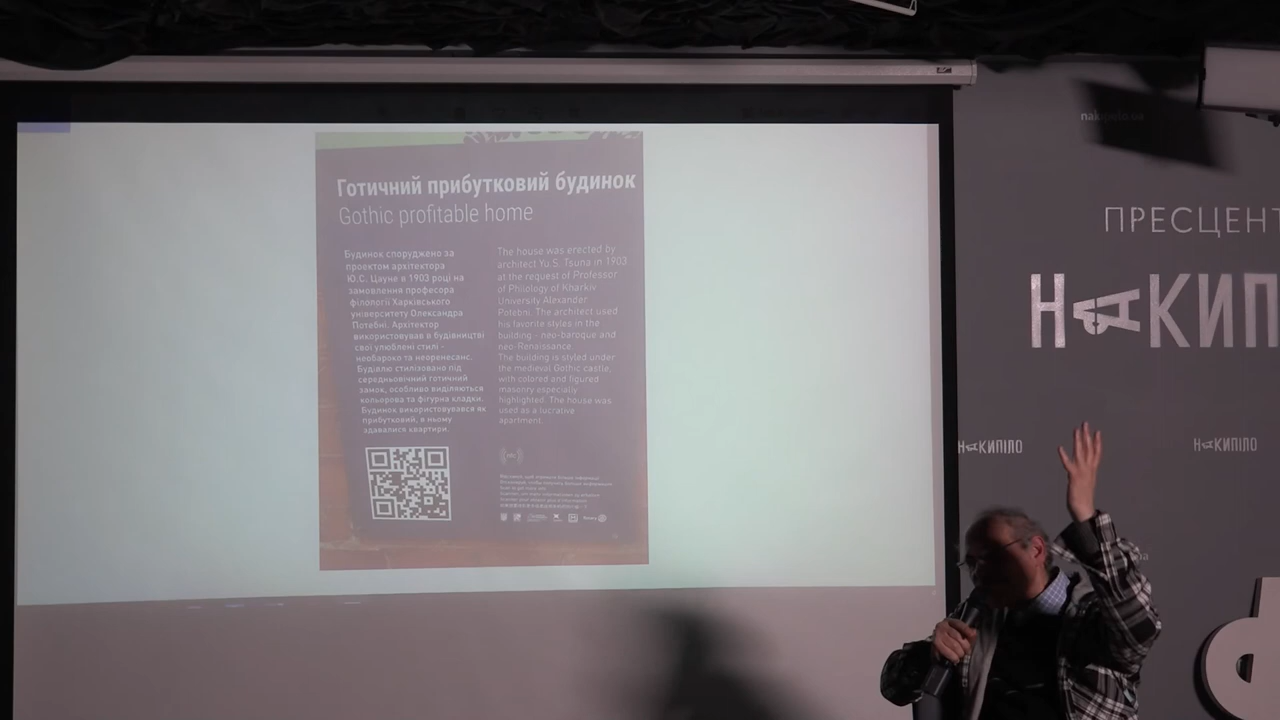 Готичний прибутковий будинок
Gothic profitable home
Будинок споруджено за
проектом архітектора
Ю.С. Цауне в 1903 році на
замовлення професора
філології Харківського
університету Олександра
Потебні. Архітектор
використовував в будівництві
свої улюблені стилі -
необароко та неоренесанс.
Будівлю стилізовано під
середньовічний готичний
замок, особливо виділяються
кольорова та фігурна кладки.
Будинок використовувався як
прибутковий, в ньому
здавалися квартири.
The house was erected by
architect Yu.S. Tsuna in 1903
at the request of Professor
of Philology of Kharkiv
University Alexander
Potebni. The architect used
his favorite styles in the
building - neo-baroque and
neo-Renaissance.
The building is styled under
the medieval Gothic castle,
with colored and figured
masonry especially
highlighted. The house was
used as a lucrative
apartment.
ПРЕСЦЕНТ
НАКИП
НАКИПІЛО
НАКИПІЛО